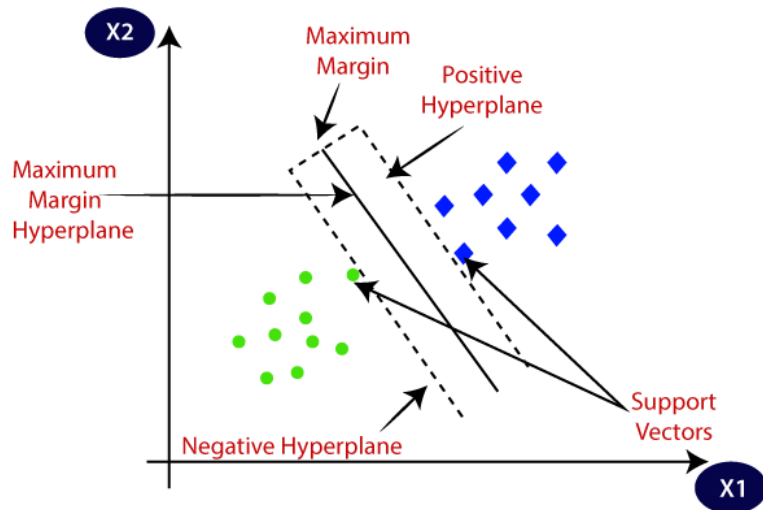 X2
Maximum
Margin
Positive
Hyperplane
Maximum
Margin
Hyperplane
Support
Vectors
Negative Hyperplane
X1